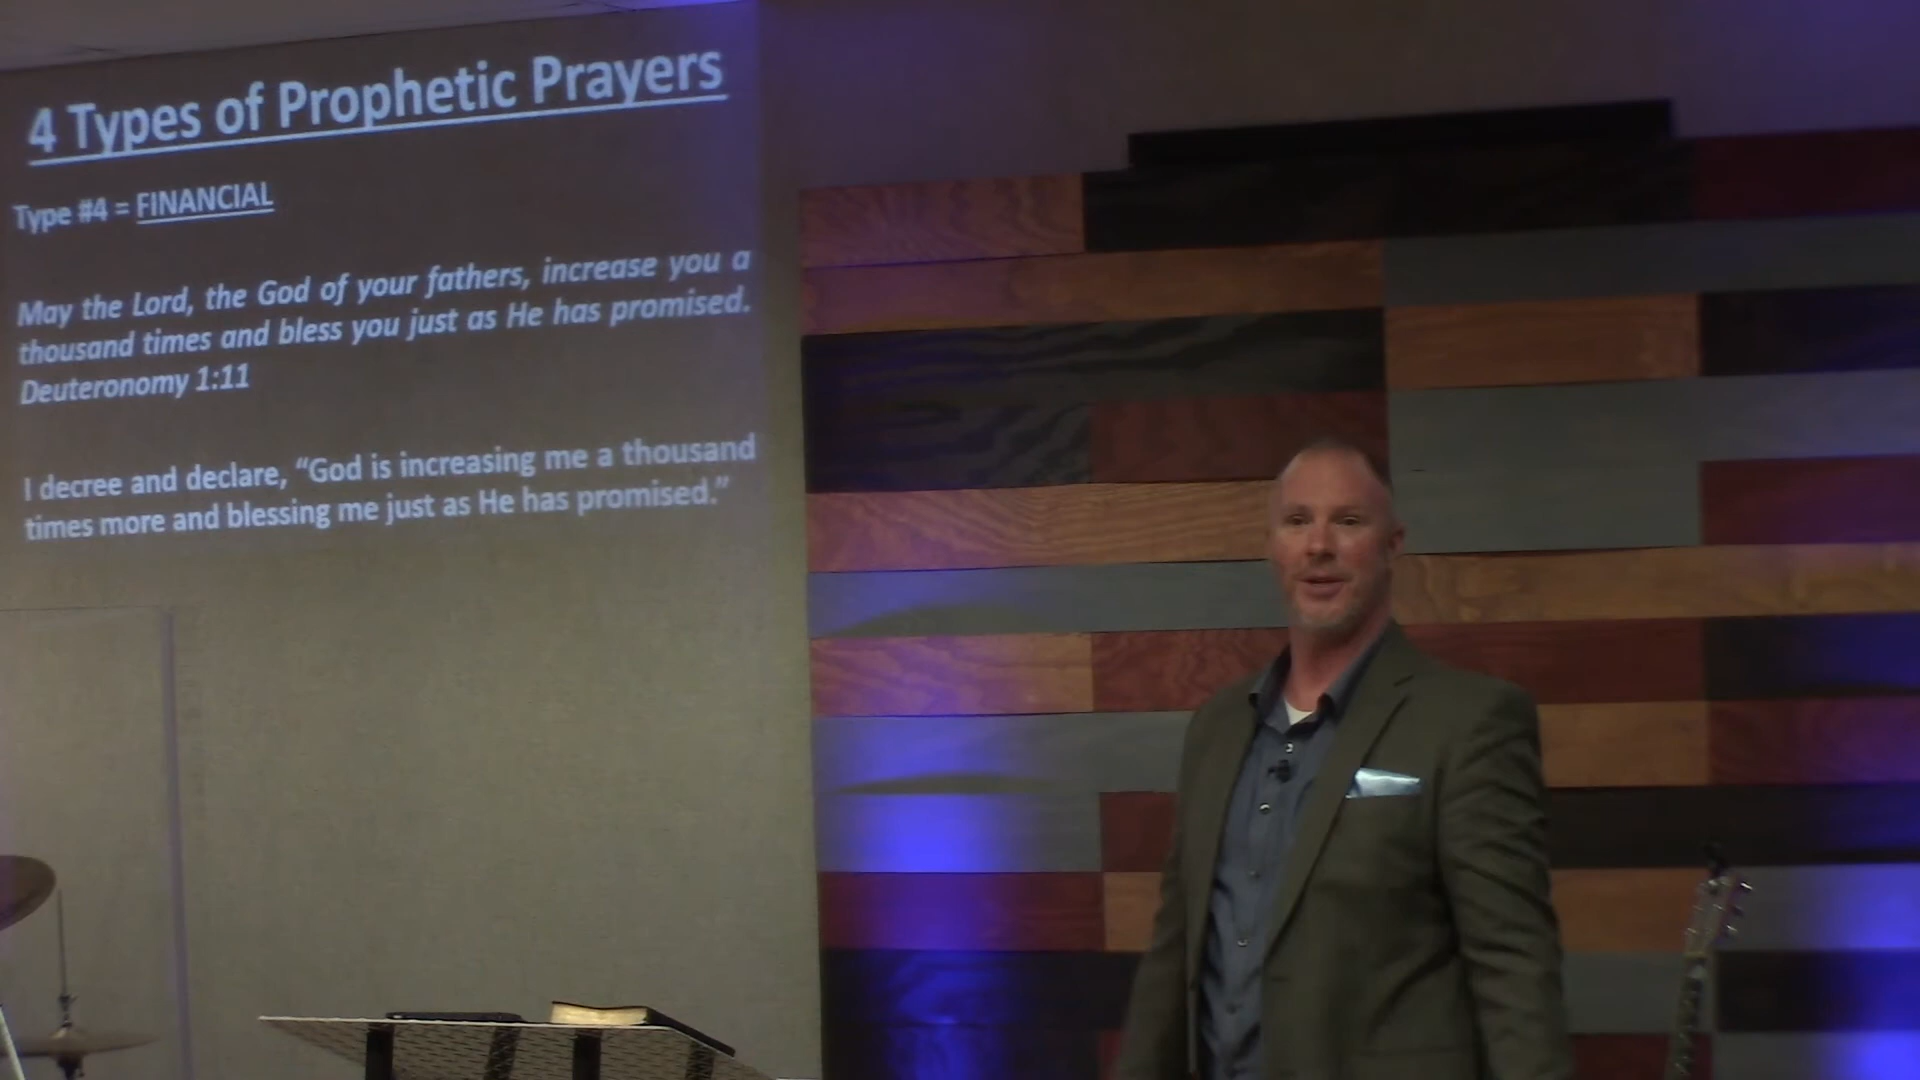 4 Types of Prophetic Prayers
Type #4 = FINANCIAL
May the Lord, the God of your fathers, increase you a
thousand times and bless you just as He has promised.
Deuteronomy 1:11
I decree and declare, “God is increasing me a thousand
times more and blessing me just as He has promised.”